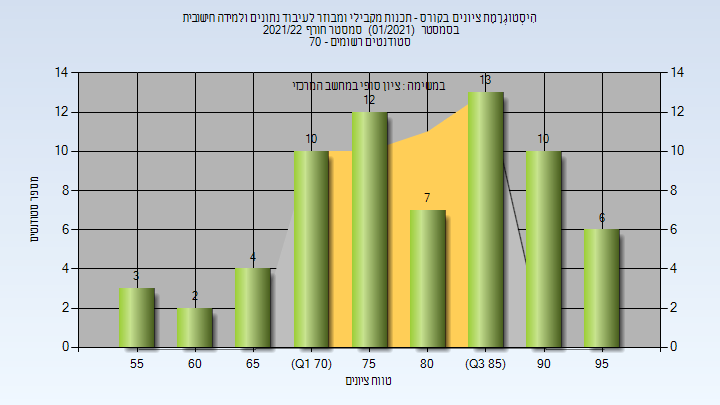 הִיסטוגרָמַת ציונים בקורס - תכנות מקבילי ומבוזר לעיבוד נתונים ולמידה חישובית
בסמסטר (01/2021) סמסטר חורף 2021/22
סטודנטים רשומים - 70
במשימה : ציון סופי במחשב המרכזי
14 14
12 12
10 10
8 8
6 6
4 4
2 2
0 0
3 2 4 10 12 7 13 10 6
מספר סטודנטים
55 60 65 (Q1 70) 75 80 (Q3 85) 90 95
טווח ציונים